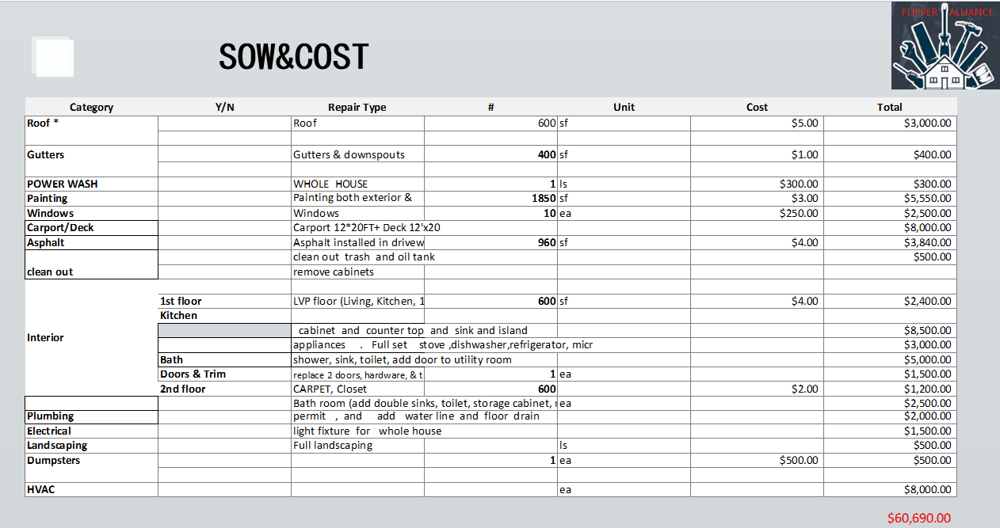 FLIPPER ALLIANCE
SOW&COST
Category Y/N Repair Type # Unit Cost Total
Roof * Roof 600 sf $5.00 $3,000.00
Gutters Gutters & downspouts 400 sf $1.00 $400.00
POWER WASH WHOLE HOUSE 1 ls $300.00 $300.00
Painting Painting both exterior & 1850 sf $3.00 $5,550.00
Windows Windows 10 ea $250.00 $2,500.00
Carport/Deck Carport 12*20FT+ Deck 12'x20 $8,000.00
Asphalt Asphalt installed in drivew 960 sf $4.00 $3,840.00
clean out trash and oil tank $500.00
clean out remove cabinets
1st floor LVP floor (Living, Kitchen, 1 600 sf $4.00 $2,400.00
Kitchen
cabinet and counter top and sink and island $8,500.00
Interior
appliances . Full set stove ,dishwasher,refrigerator, micr $3,000.00
Bath shower, sink, toilet, add door to utility room $5,000.00
Doors & Trim replace 2 doors, hardware, & t 1 ea $1,500.00
2nd floor CARPET, Closet 600 $2.00 $1,200.00
Bath room (add double sinks, toilet, storage cabinet, r ea $2,500.00
Plumbing permit , and add water line and floor drain $2,000.00
Electrical light fixture for whole house $1,500.00
Landscaping Full landscaping ls $500.00
Dumpsters 1 ea $500.00 $500.00
HVAC ea $8,000.00
$60,690.00